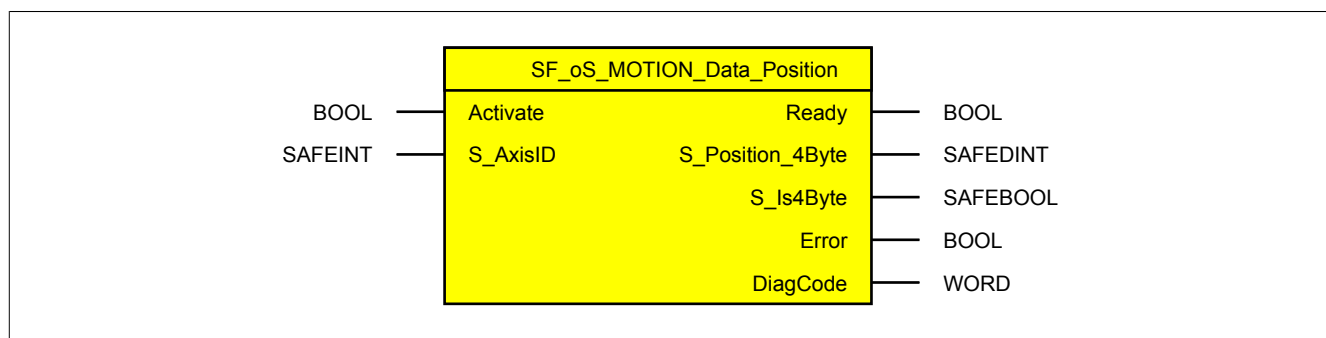 SF_oS_MOTION_Data_Position
BOOL Activate Ready BOOL
SAFEINT S_AxisID S_Position_4Byte SAFEDINT
S_Is4Byte SAFEBOOL
Error BOOL
DiagCode WORD